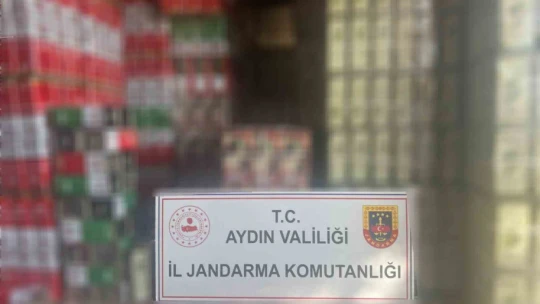 T.C.
AYDIN VALİLİĞİ
İL JANDARMA KOMUTANLIĞI